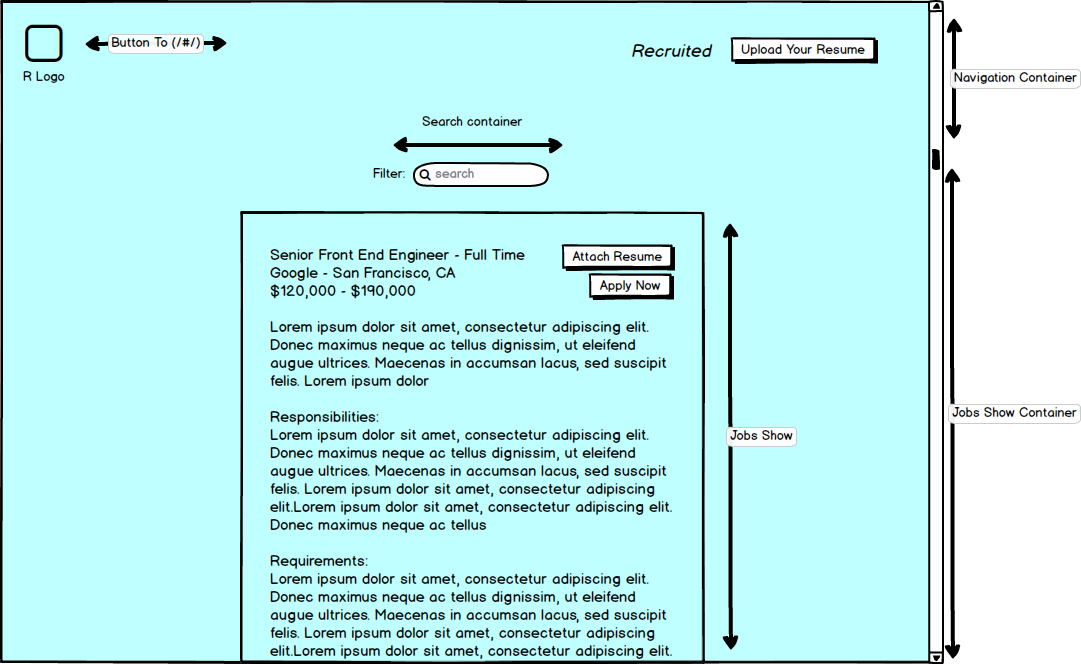 Button To (/#/)
R Logo
Recruited
Upload Your Resume
Navigation Container
Search container
Filter:
search
Senior Front End Engineer - Full Time
Google - San Francisco, CA
$120,000 - $190,000
Attach Resume
Apply Now
Lorem ipsum dolor sit amet, consectetur adipiscing elit.
Donec maximus neque ac tellus dignissim, ut eleifend
augue ultrices. Maecenas in accumsan lacus, sed suscipit
felis. Lorem ipsum dolor
Responsibilities:
Lorem ipsum dolor sit amet, consectetur adipiscing elit.
Donec maximus neque ac tellus dignissim, ut eleifend
augue ultrices. Maecenas in accumsan lacus, sed suscipit
felis. Lorem ipsum dolor sit amet, consectetur adipiscing
elit.Lorem ipsum dolor sit amet, consectetur adipiscing elit.
Donec maximus neque ac tellus
Jobs Show
Jobs Show Container
Requirements:
Lorem ipsum dolor sit amet, consectetur adipiscing elit.
Donec maximus neque ac tellus dignissim, ut eleifend
augue ultrices. Maecenas in accumsan lacus, sed suscipit
felis. Lorem ipsum dolor sit amet, consectetur adipiscing
elit.Lorem ipsum dolor sit amet, consectetur adipiscing elit.